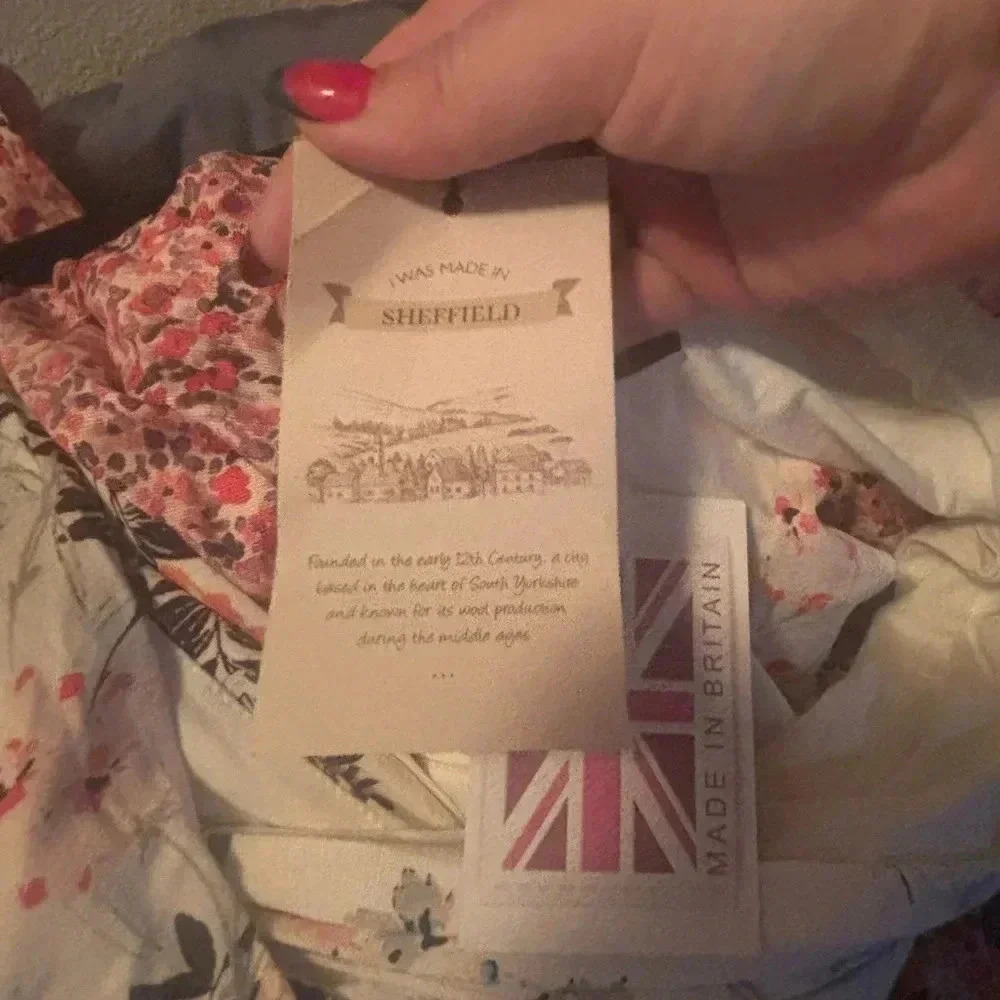 I WAS MADE IN
SHEFFIELD
Founded in the early 12th Century, a city
based in the heart of South Yorkshire
and known for its wool production
during the middle ages
...
MADE IN BRITAIN